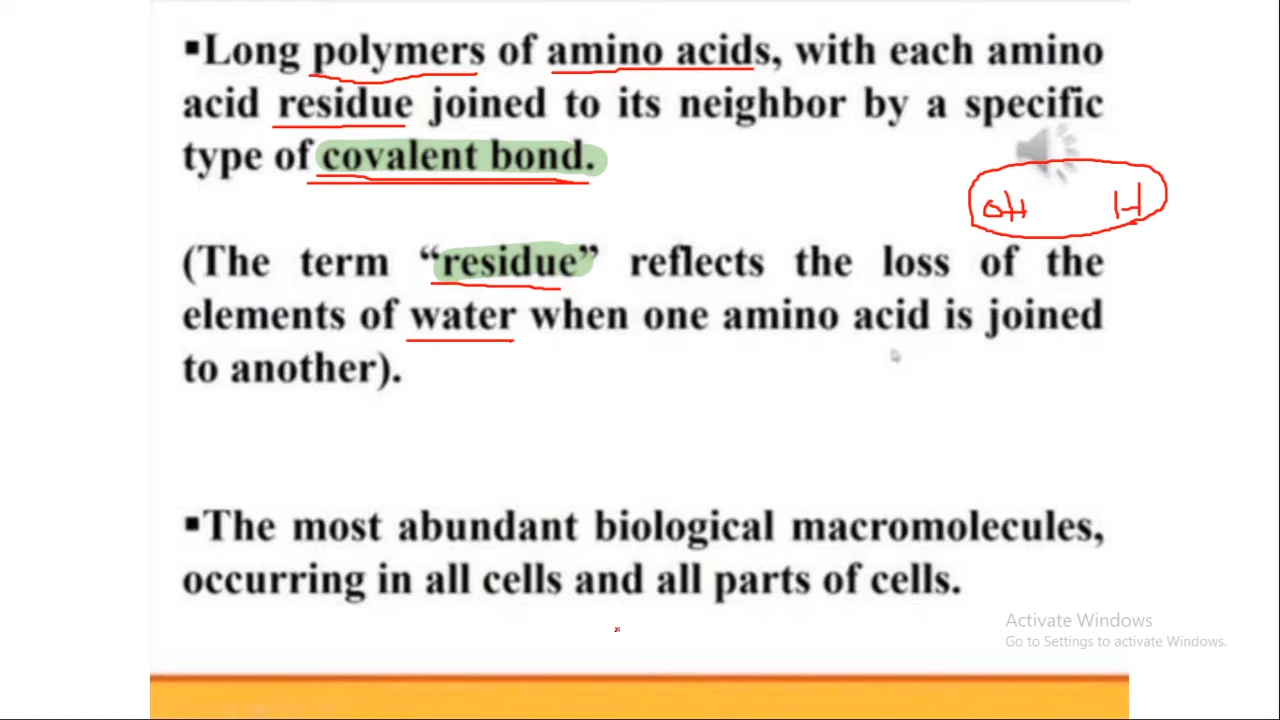 ▪Long polymers of amino acids, with each amino
acid residue joined to its neighbor by a specific
type of covalent bond.
OH H
(The term “residue” reflects the loss of the
elements of water when one amino acid is joined
to another).
▪The most abundant biological macromolecules,
occurring in all cells and all parts of cells.
Activate Windows
Go to Settings to activate Windows.